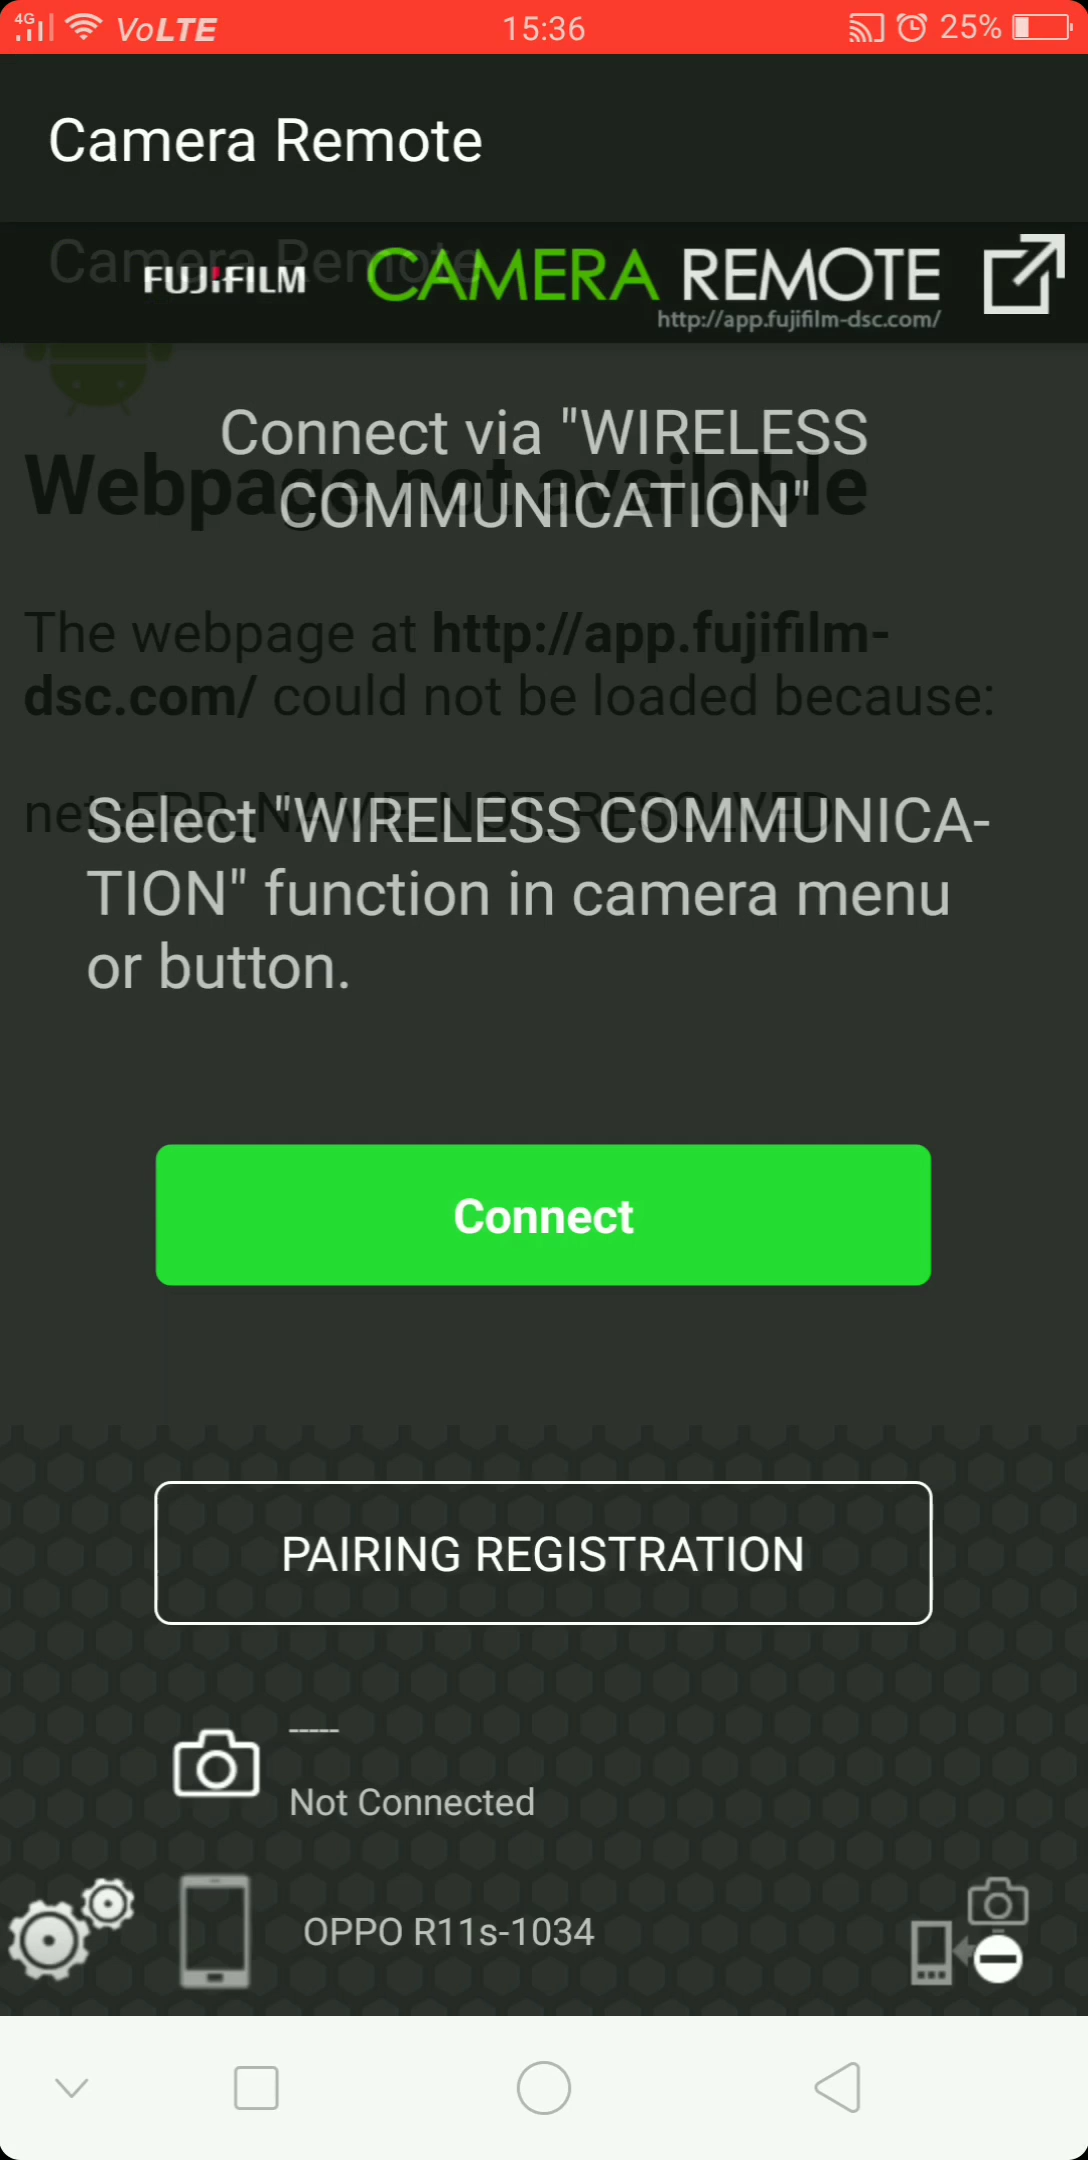 4G VoLTE 15:36 25%
Camera Remote
Camera Remote
FUJIFILM CAMERA REMOTE
http://app.fujifilm-dsc.com/
Connect via "WIRELESS
COMMUNICATION"
Webpage not available
The webpage at http://app.fujifilm-
dsc.com/ could not be loaded because:
net::ERR_NAME_NOT_RESOLVED
Select "WIRELESS COMMUNICA-
TION" function in camera menu
or button.
Connect
PAIRING REGISTRATION
-----
Not Connected
OPPO R11s-1034